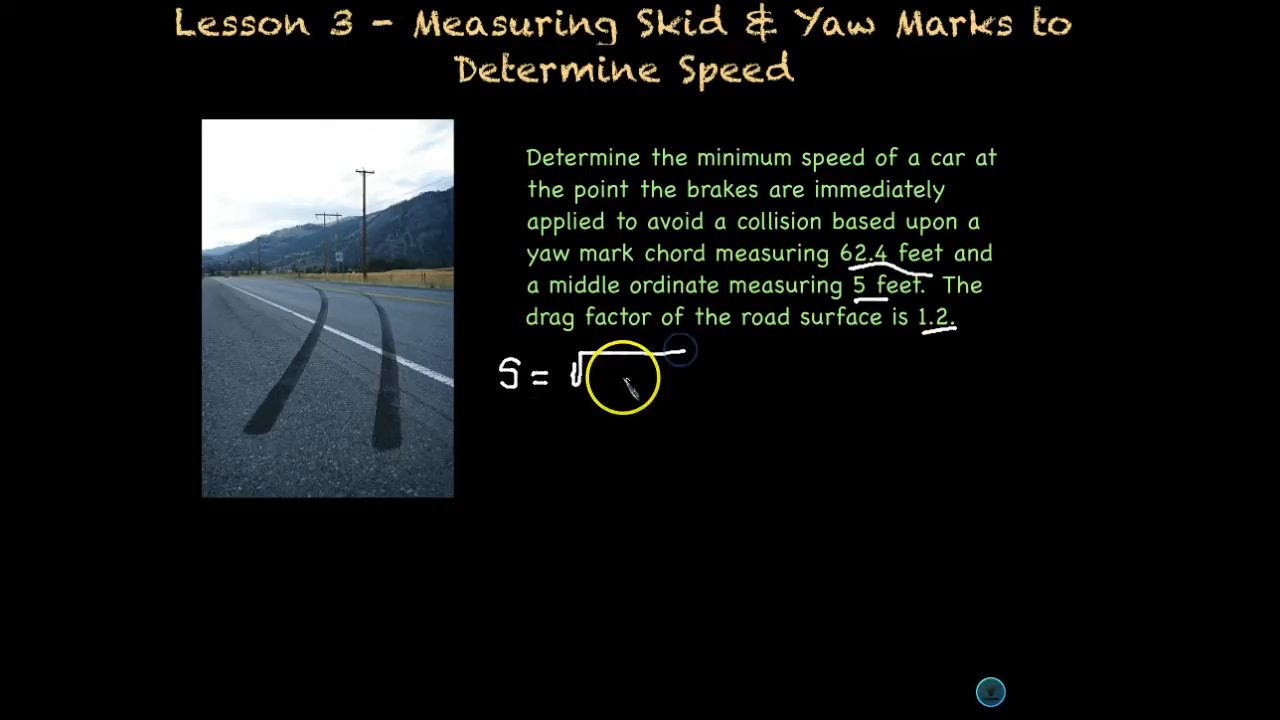 Lesson 3 - Measuring Skid & Yaw Marks to
Determine Speed
Determine the minimum speed of a car at
the point the brakes are immediately
applied to avoid a collision based upon a
yaw mark chord measuring 62.4 feet and
a middle ordinate measuring 5 feet. The
drag factor of the road surface is 1.2.
S = √